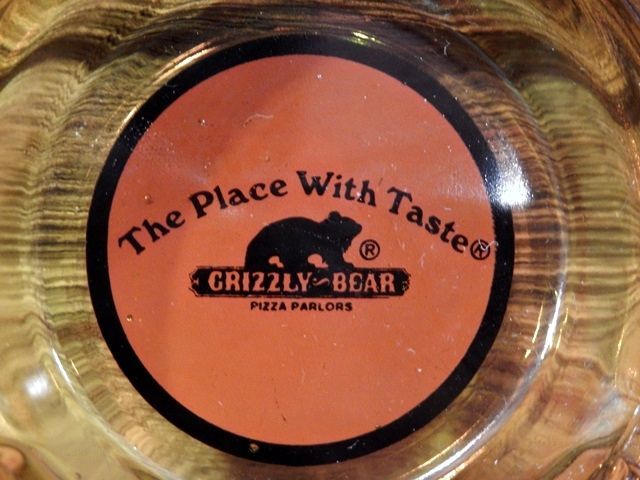 The Place With Taste®
®
GRIZZLY~BEAR
PIZZA PARLORS